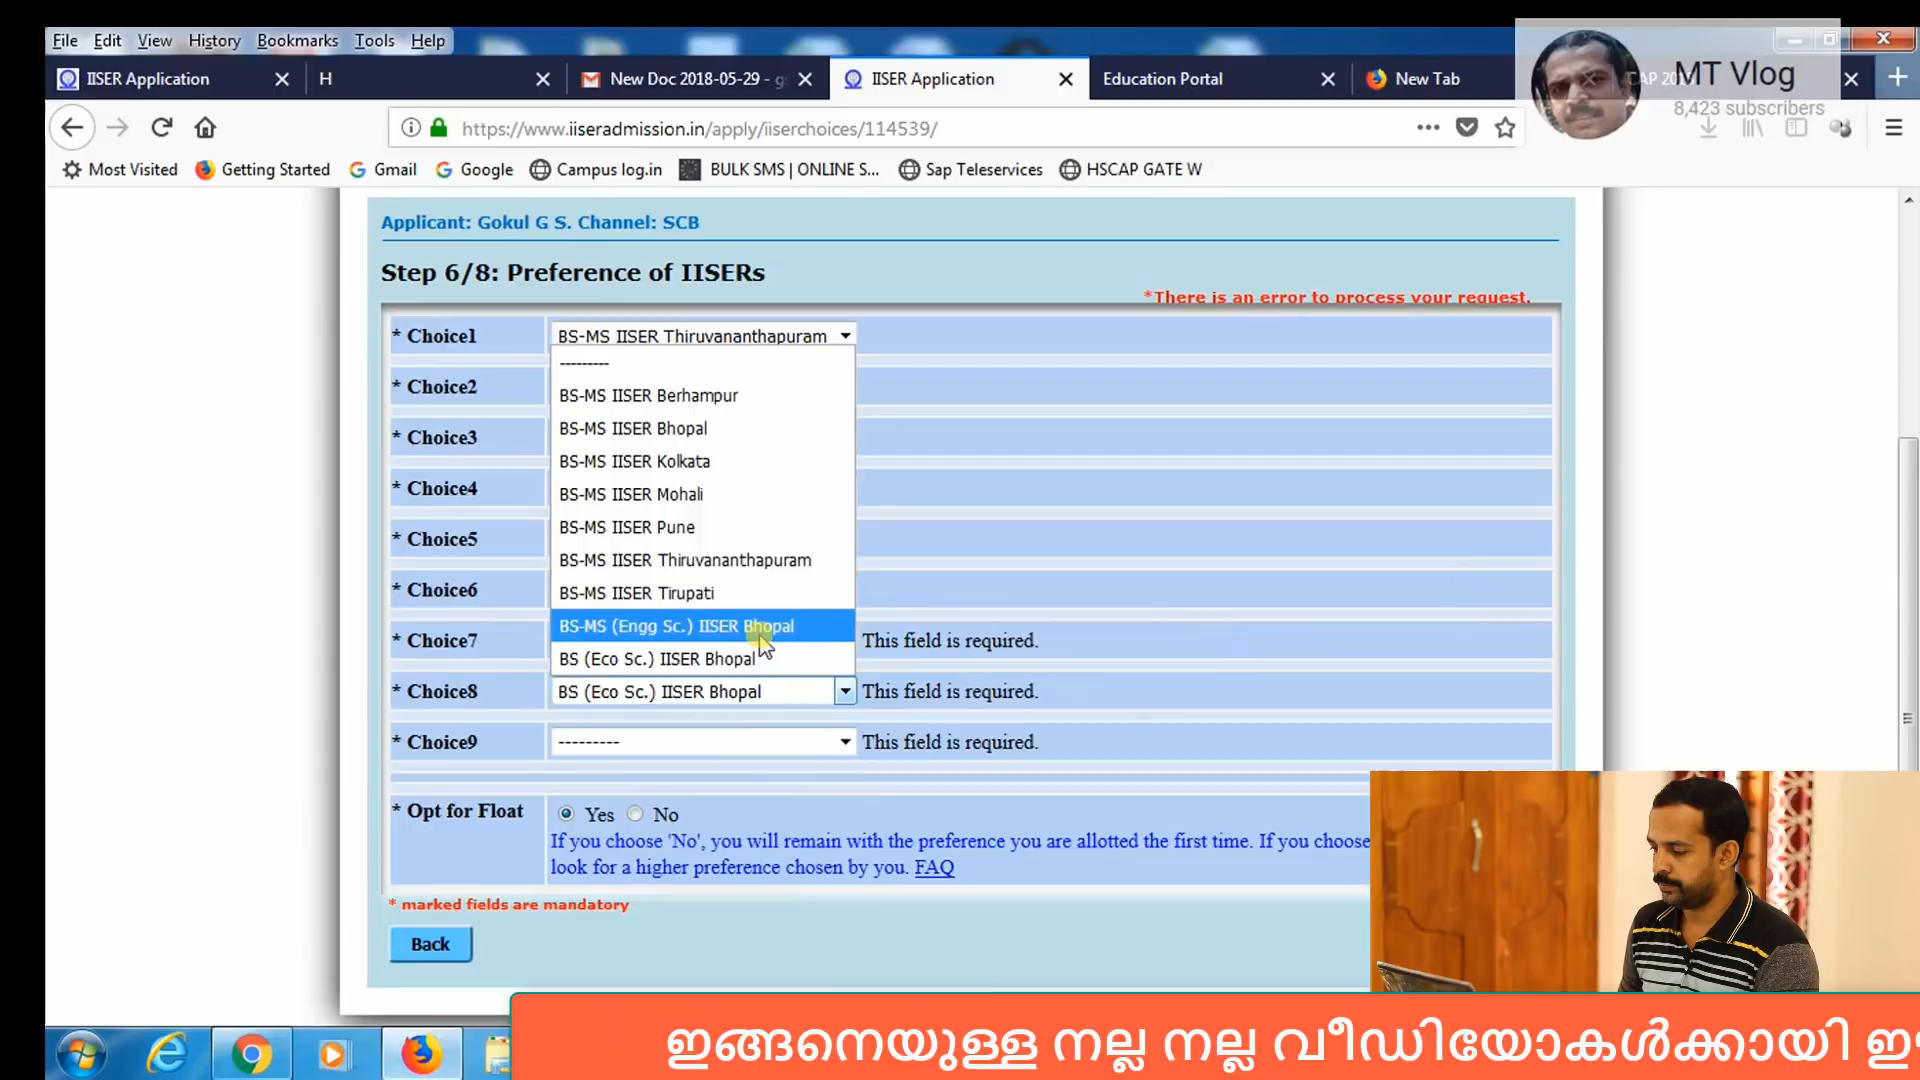 File Edit View History Bookmarks Tools Help
IISER Application
H
New Doc 2018-05-29 - g
IISER Application
Education Portal
New Tab
MT Vlog
8,423 subscribers
https://www.iiseradmission.in/apply/iiserchoices/114539/
Most Visited Getting Started Gmail Google Campus log.in BULK SMS | ONLINE S... Sap Teleservices HSCAP GATE W
Applicant: Gokul G S. Channel: SCB
Step 6/8: Preference of IISERs
*There is an error to process your request.
* Choice1 BS-MS IISER Thiruvananthapuram
---------
* Choice2
BS-MS IISER Berhampur
BS-MS IISER Bhopal
* Choice3
BS-MS IISER Kolkata
* Choice4
BS-MS IISER Mohali
BS-MS IISER Pune
* Choice5
BS-MS IISER Thiruvananthapuram
* Choice6
BS-MS IISER Tirupati
BS-MS (Engg Sc.) IISER Bhopal
* Choice7 This field is required.
BS (Eco Sc.) IISER Bhopal
* Choice8 BS (Eco Sc.) IISER Bhopal This field is required.
* Choice9 --------- This field is required.
* Opt for Float Yes No
If you choose 'No', you will remain with the preference you are allotted the first time. If you choose
look for a higher preference chosen by you. FAQ
* marked fields are mandatory
Back
ഇങ്ങനെയുള്ള നല്ല നല്ല വീഡിയോകൾക്കായി